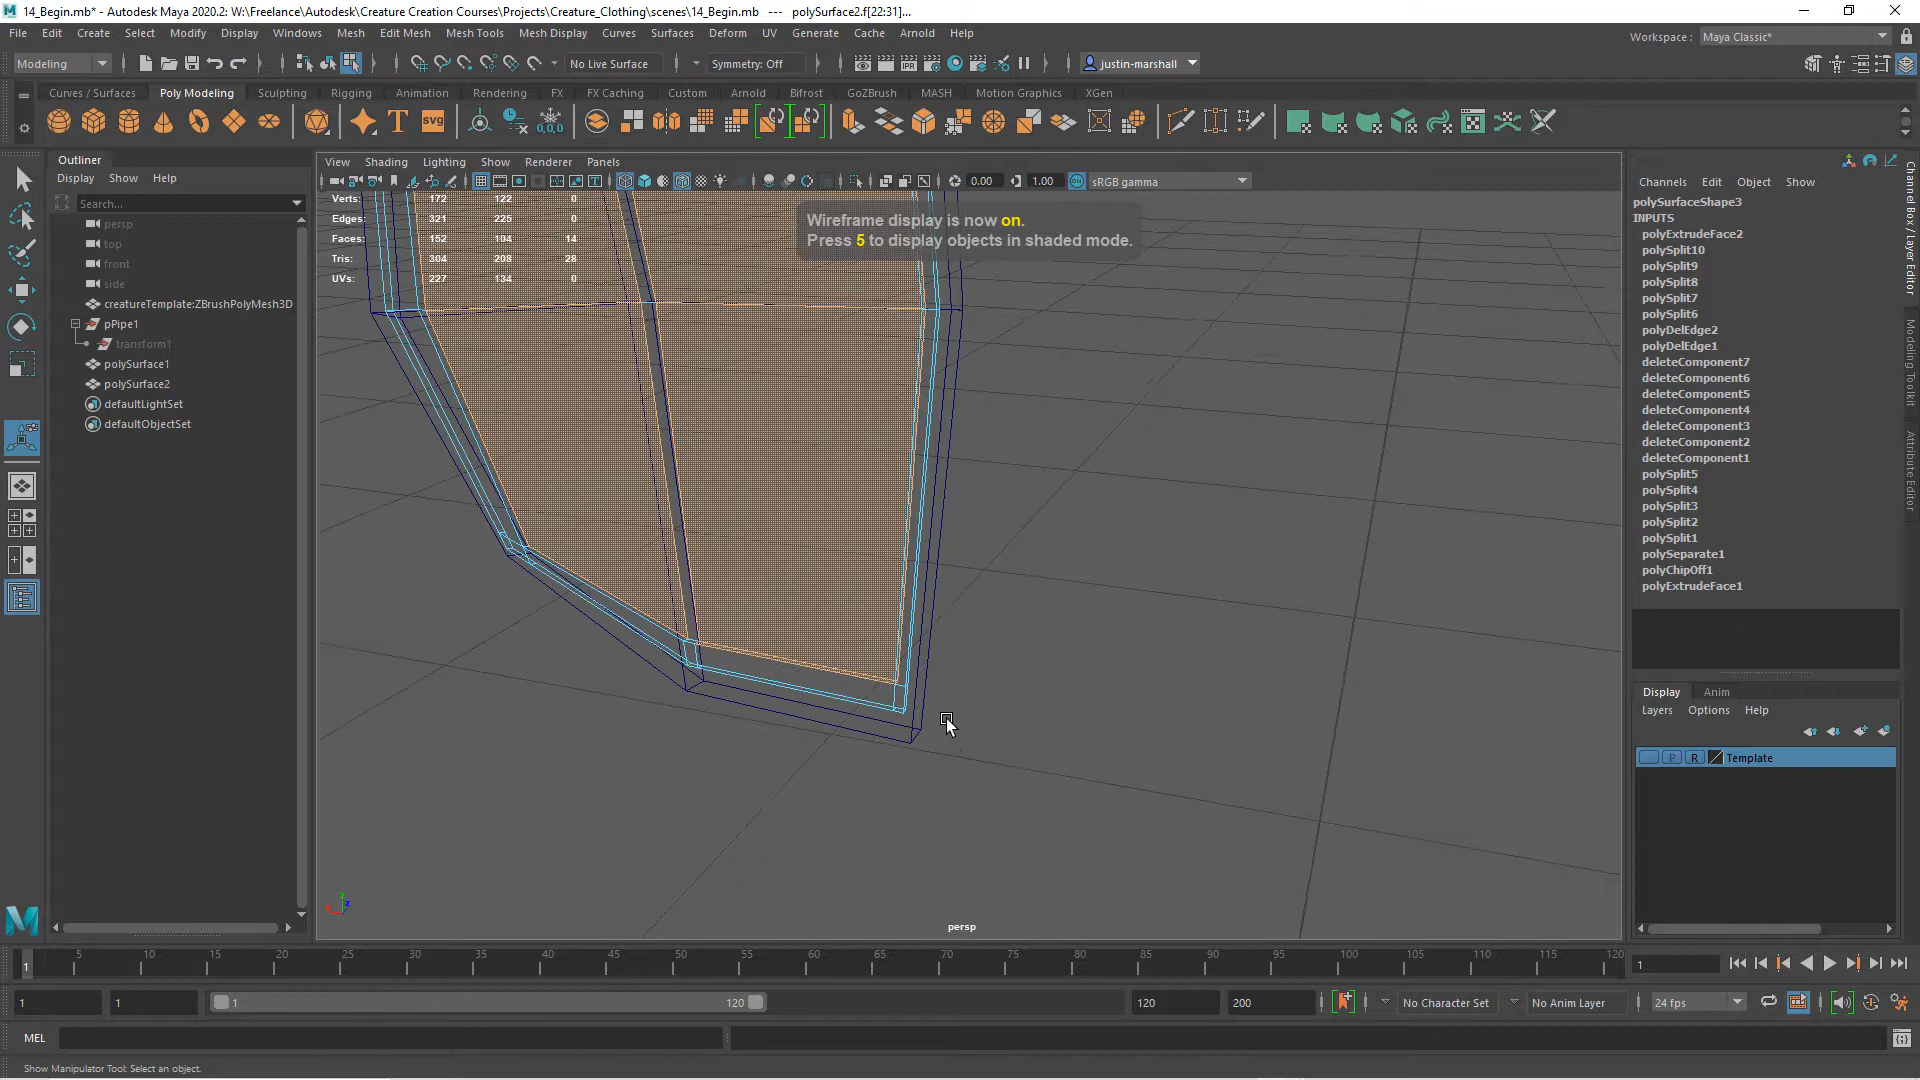 14_Begin.mb* - Autodesk Maya 2020.2: W:\Freelance\Autodesk\Creature Creation Courses\Projects\Creature_Clothing\scenes\14_Begin.mb   ---   polySurface2.f[22:31]...
File Edit Create Select Modify Display Windows Mesh Edit Mesh Mesh Tools Mesh Display Curves Surfaces Deform UV Generate Cache Arnold Help
Workspace : Maya Classic*
Modeling No Live Surface Symmetry: Off justin-marshall
Curves / Surfaces Poly Modeling Sculpting Rigging Animation Rendering FX FX Caching Custom Arnold Bifrost GoZBrush MASH Motion Graphics XGen
Outliner
Display Show Help
Search...
persp
top
front
side
creatureTemplate:ZBrushPolyMesh3D
pPipe1
transform1
polySurface1
polySurface2
defaultLightSet
defaultObjectSet
View Shading Lighting Show Renderer Panels
0.00 1.00 sRGB gamma
Verts: 172 122 0
Edges: 321 225 0
Faces: 152 104 14
Tris: 304 208 28
UVs: 227 134 0
Wireframe display is now on.
Press 5 to display objects in shaded mode.
persp
Channels Edit Object Show
polySurfaceShape3
INPUTS
polyExtrudeFace2
polySplit10
polySplit9
polySplit8
polySplit7
polySplit6
polyDelEdge2
polyDelEdge1
deleteComponent7
deleteComponent6
deleteComponent5
deleteComponent4
deleteComponent3
deleteComponent2
deleteComponent1
polySplit5
polySplit4
polySplit3
polySplit2
polySplit1
polySeparate1
polyChipOff1
polyExtrudeFace1
Display Anim
Layers Options Help
P R Template
Channel Box / Layer Editor
Modeling Toolkit
Attribute Editor
1 5 10 15 20 25 30 35 40 45 50 55 60 65 70 75 80 85 90 95 100 105 110 115 120
1
1 1 1 120 120 200 No Character Set No Anim Layer 24 fps
MEL
Show Manipulator Tool: Select an object.